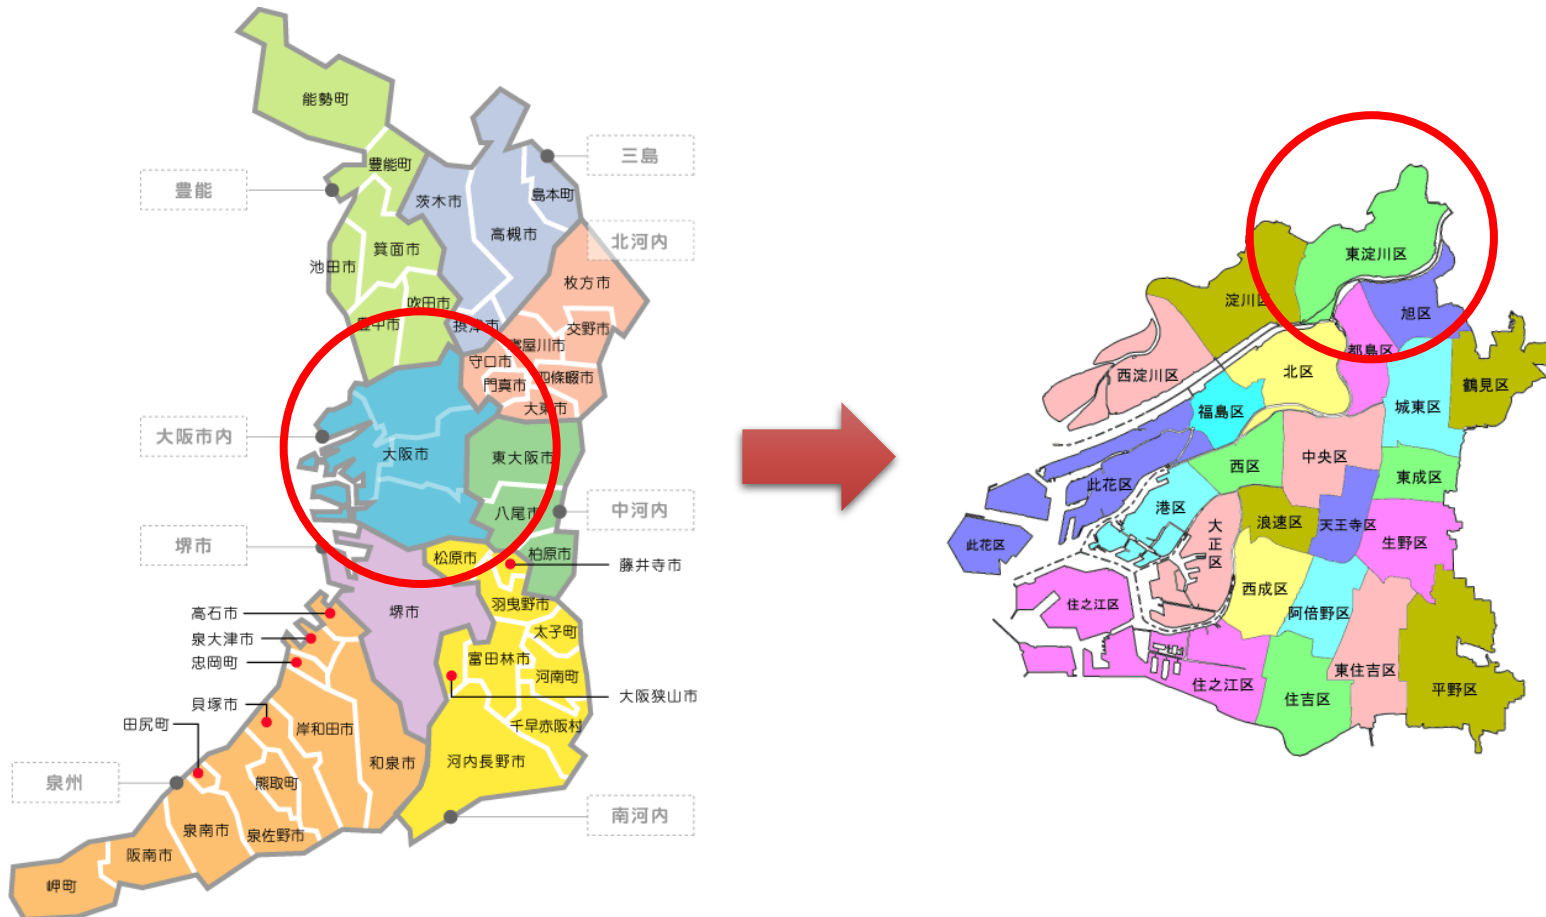 能勢町
豊能町
三島
豊能
茨木市
島本町
高槻市
北河内
箕面市
池田市
枚方市
吹田市
豊中市
摂津市
交野市
寝屋川市
守口市
門真市
四條畷市
大東市
大阪市内
大阪市
東大阪市
中河内
八尾市
堺市
松原市
柏原市
藤井寺市
羽曳野市
高石市
堺市
太子町
泉大津市
忠岡町
富田林市
河南町
大阪狭山市
貝塚市
田尻町
岸和田市
千早赤阪村
和泉市
河内長野市
泉州
熊取町
南河内
泉南市
泉佐野市
阪南市
岬町
東淀川区
淀川区
旭区
都島区
西淀川区
北区
鶴見区
福島区
城東区
西区
中央区
東成区
此花区
港区
浪速区
天王寺区
大正区
生野区
此花区
西成区
住之江区
阿倍野区
東住吉区
住之江区
住吉区
平野区